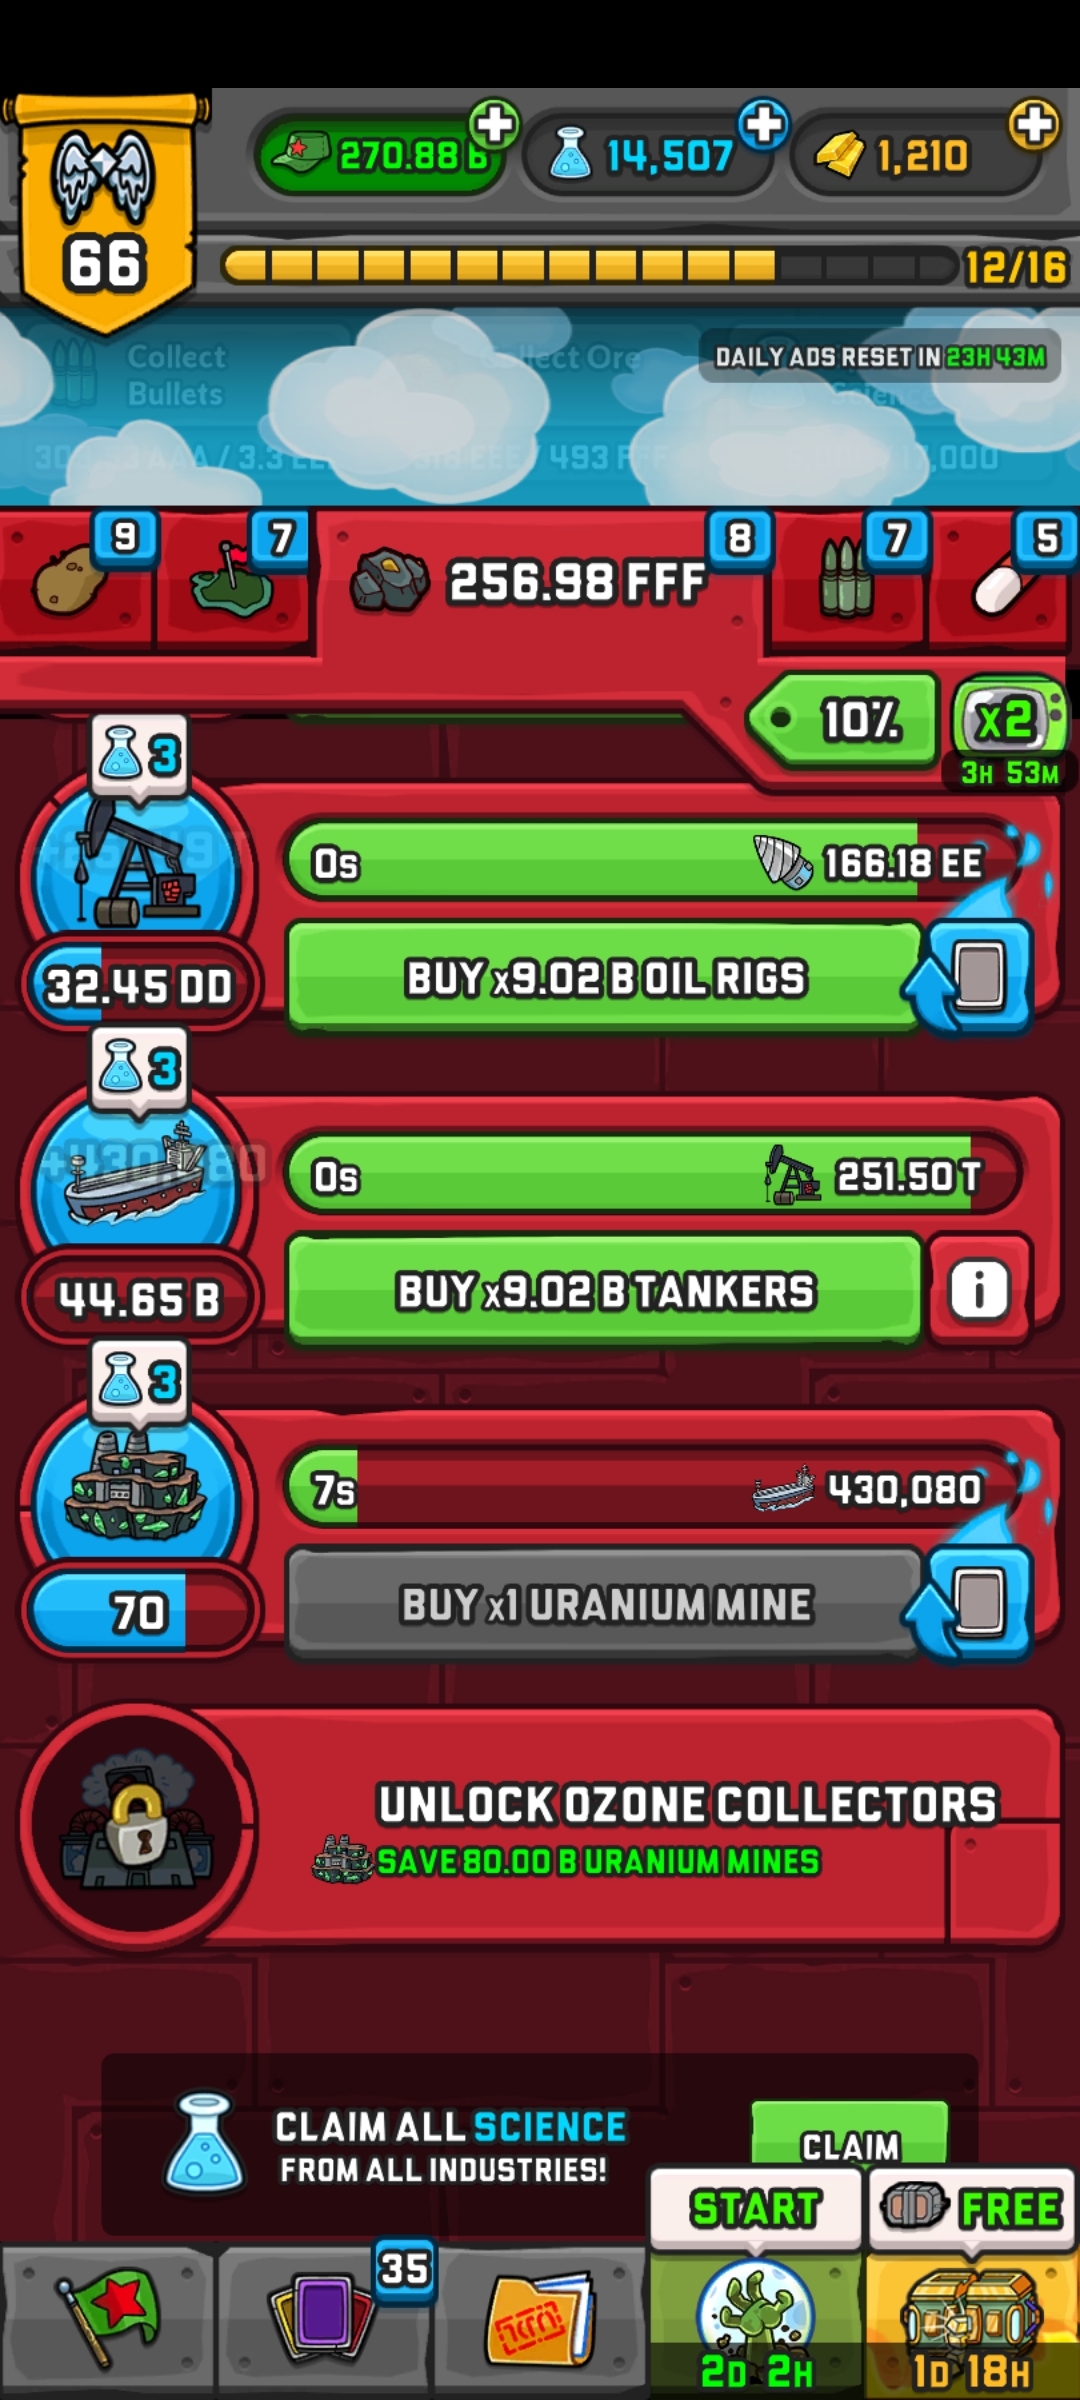 270.88 B
14,507
1,210
66
12/16
Collect
Bullets
Collect Ore
DAILY ADS RESET IN 23H 43M
9
7
256.98 FFF
8
7
5
10%
x2
3H 53M
3
0s
166.18 EE
32.45 DD
BUY x9.02 B OIL RIGS
3
+430,080
0s
251.50 T
44.65 B
BUY x9.02 B TANKERS
i
3
7s
430,080
70
BUY x1 URANIUM MINE
UNLOCK OZONE COLLECTORS
SAVE 80.00 B URANIUM MINES
CLAIM ALL SCIENCE
FROM ALL INDUSTRIES!
CLAIM
START
FREE
35
2D 2H
1D 18H